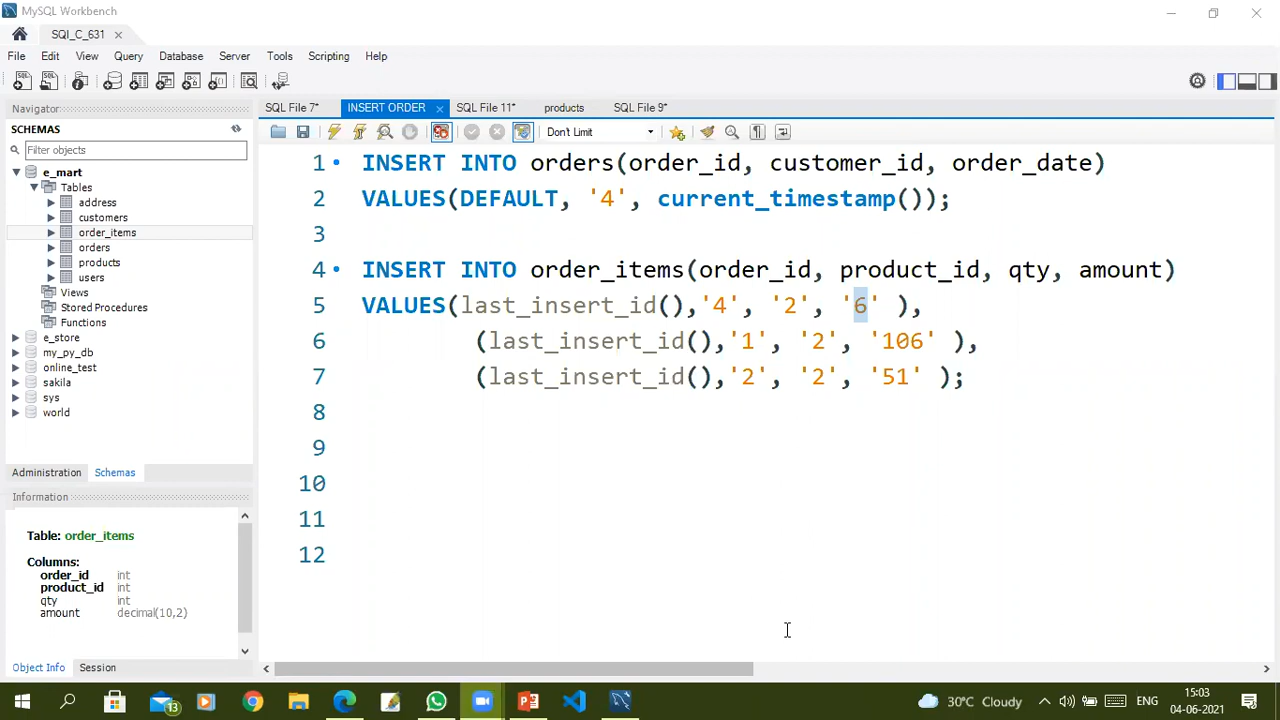 MySQL Workbench
SQl_C_631
File Edit View Query Database Server Tools Scripting Help
Navigator
SCHEMAS
Filter objects
e_mart
Tables
address
customers
order_items
orders
products
users
Views
Stored Procedures
Functions
e_store
my_py_db
online_test
sakila
sys
world
Administration Schemas
Information
Table: order_items
Columns:
order_id int
product_id int
qty int
amount decimal(10,2)
Object Info Session
SQL File 7* INSERT ORDER SQL File 11* products SQL File 9*
Don't Limit
1 INSERT INTO orders(order_id, customer_id, order_date)
2 VALUES(DEFAULT, '4', current_timestamp());
3
4 INSERT INTO order_items(order_id, product_id, qty, amount)
5 VALUES(last_insert_id(),'4', '2', '6' ),
6 (last_insert_id(),'1', '2', '106' ),
7 (last_insert_id(),'2', '2', '51' );
8
9
10
11
12
13
30°C Cloudy
ENG
15:03
04-06-2021